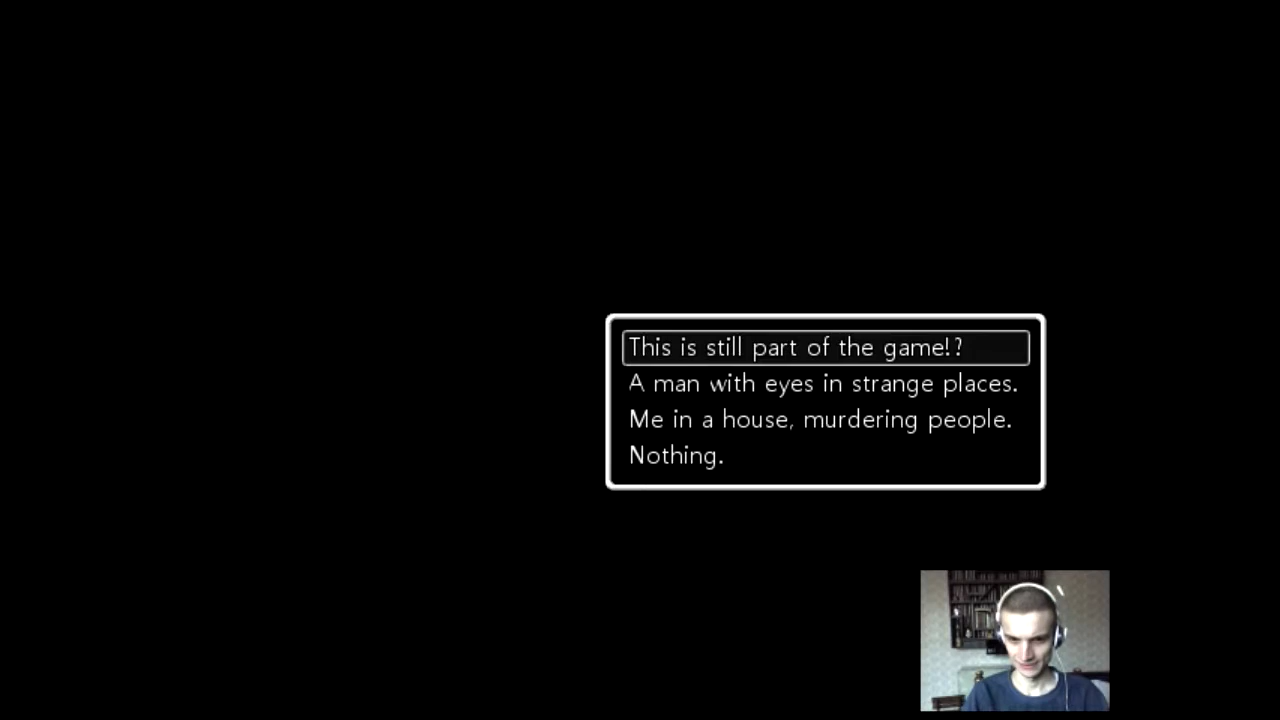 This is still part of the game!?
A man with eyes in strange places.
Me in a house, murdering people.
Nothing.